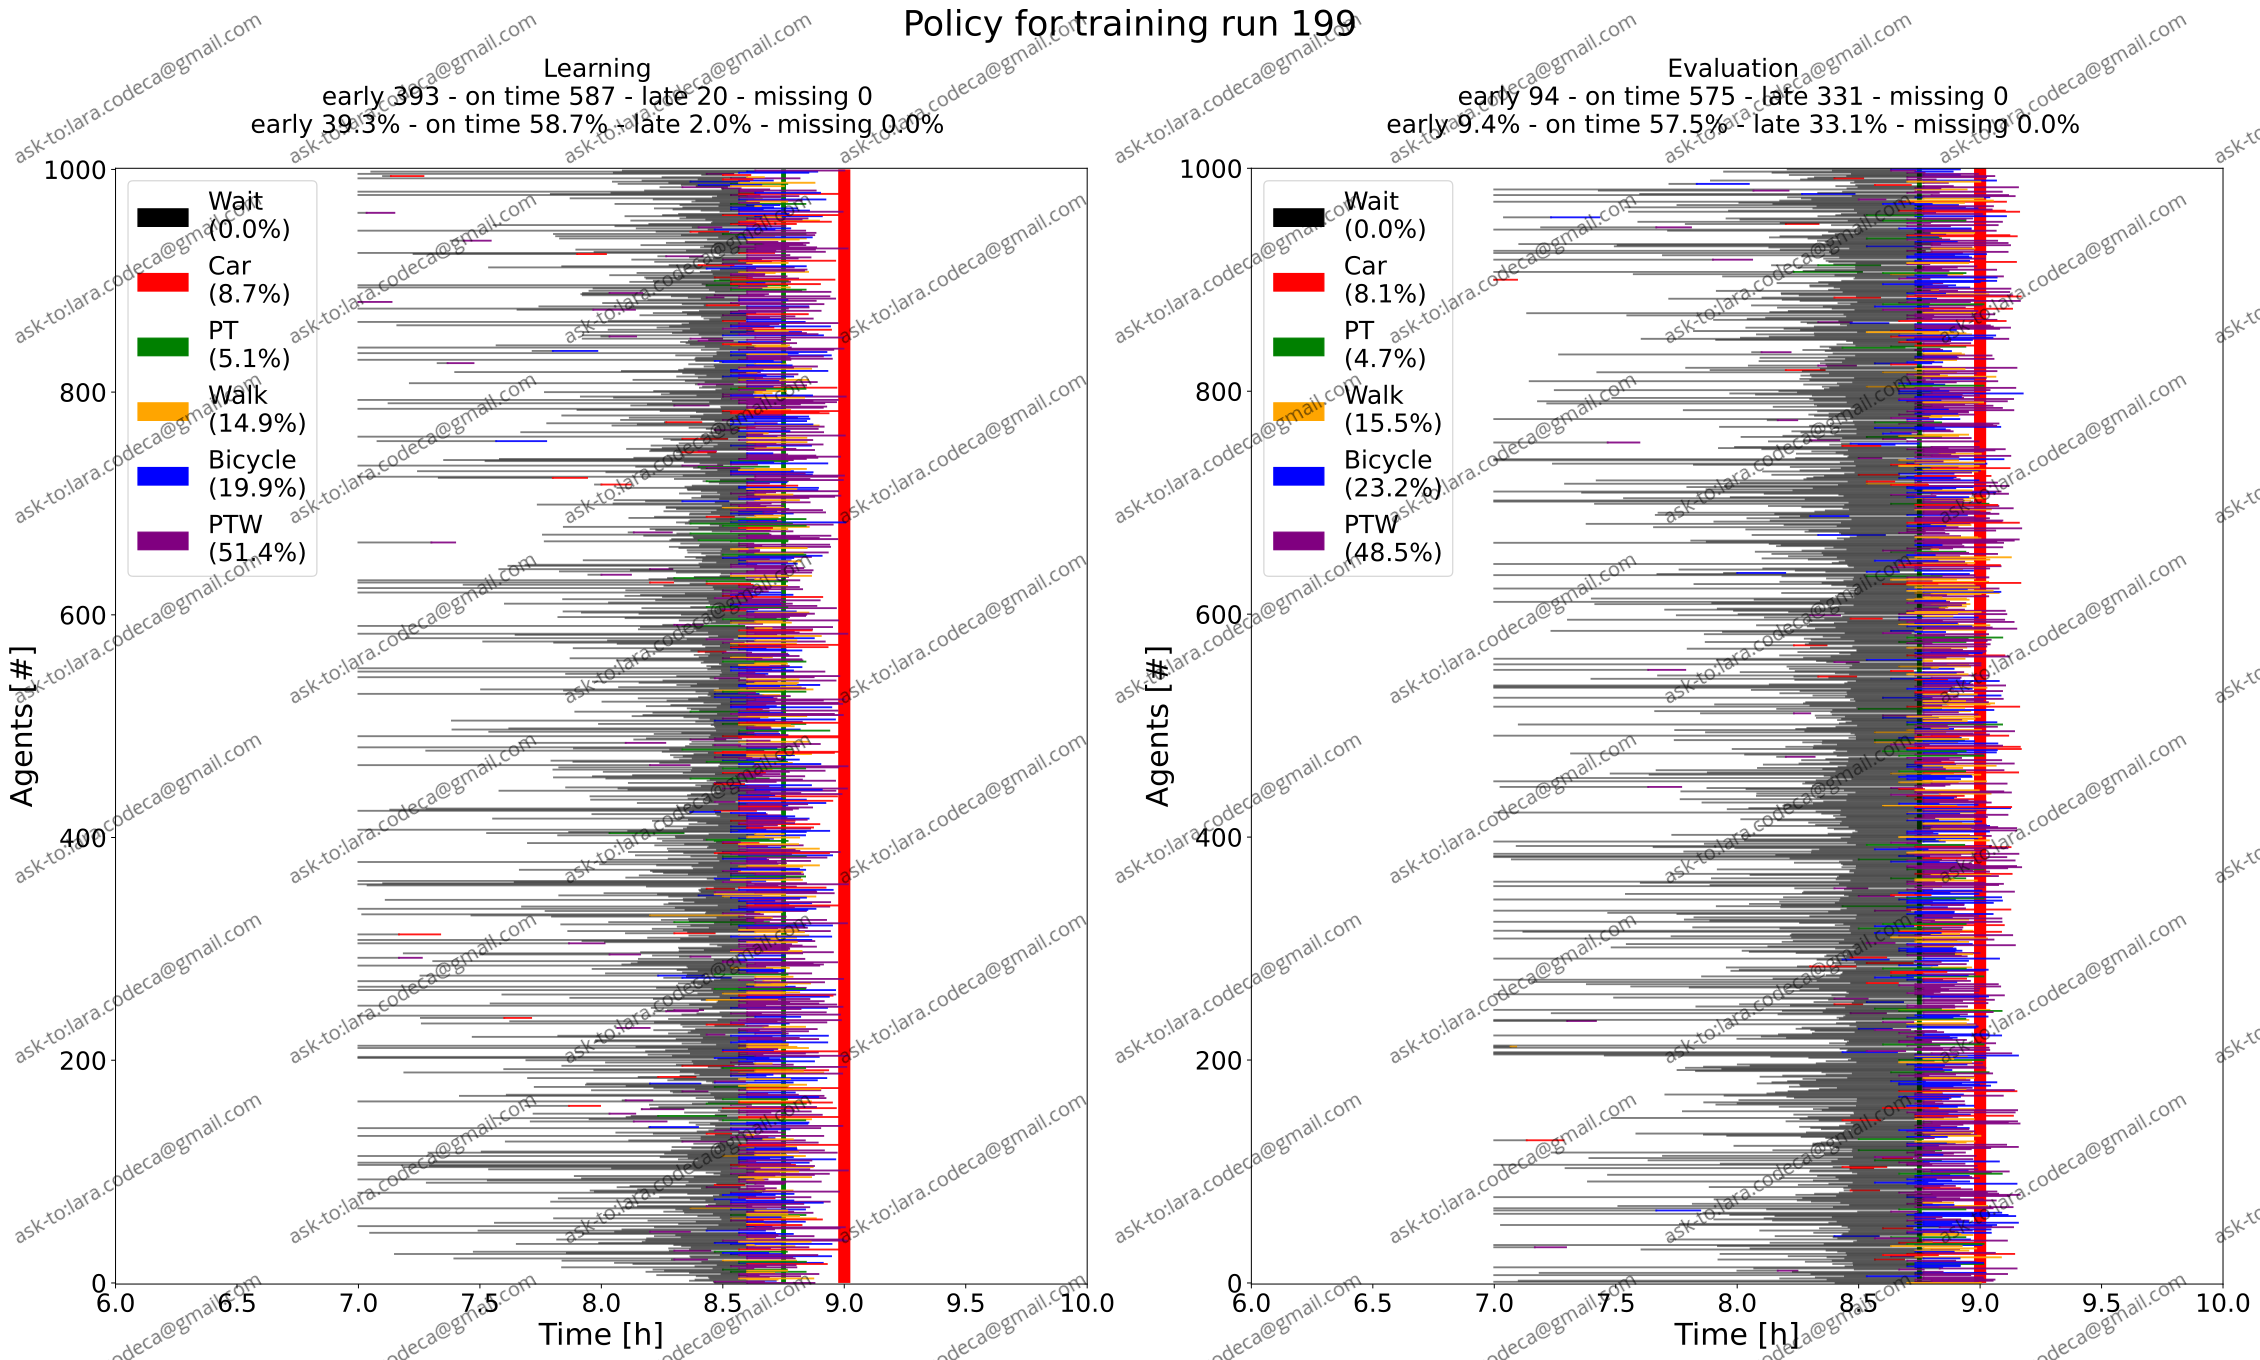 Policy for training run 199
Learning
early 393 - on time 587 - late 20 - missing 0
early 39.3% - on time 58.7% - late 2.0% - missing 0.0%
Wait
(0.0%)
Car
(8.7%)
PT
(5.1%)
Walk
(14.9%)
Bicycle
(19.9%)
PTW
(51.4%)
Agents [#]
1000
800
600
400
200
0
6.0 6.5 7.0 7.5 8.0 8.5 9.0 9.5 10.0
Time [h]
Evaluation
early 94 - on time 575 - late 331 - missing 0
early 9.4% - on time 57.5% - late 33.1% - missing 0.0%
Wait
(0.0%)
Car
(8.1%)
PT
(4.7%)
Walk
(15.5%)
Bicycle
(23.2%)
PTW
(48.5%)
Agents [#]
1000
800
600
400
200
0
6.0 6.5 7.0 7.5 8.0 8.5 9.0 9.5 10.0
Time [h]
ask-to:lara.codeca@gmail.com